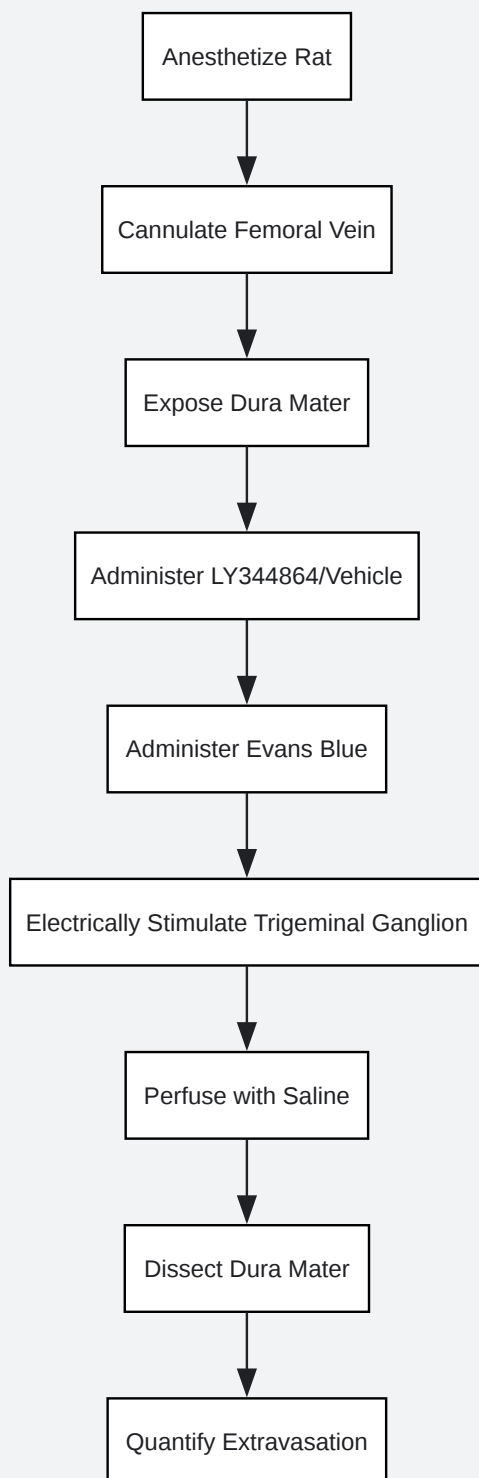 Anesthetize Rat
Cannulate Femoral Vein
Expose Dura Mater
Administer LY344864/Vehicle
Administer Evans Blue
Electrically Stimulate Trigeminal Ganglion
Perfuse with Saline
Dissect Dura Mater
Quantify Extravasation